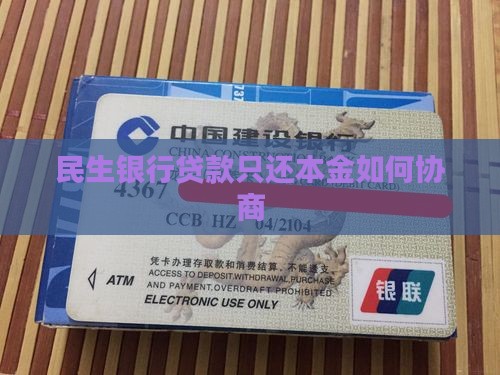 737
中国建设银行
CHINA CONSTRUCTION
民生银行贷款只还本金如何协
商
4367
CCB HZ 04/2104
凭卡办理存取款和消费结算，不能透支。
ACCESS TO DEPOSIT, WITHDRAWAL, PURCHASE
AND PAYMENT. OVERDRAFT PROHIBITED.
ATM
ELECTRONIC USE ONLY
银联